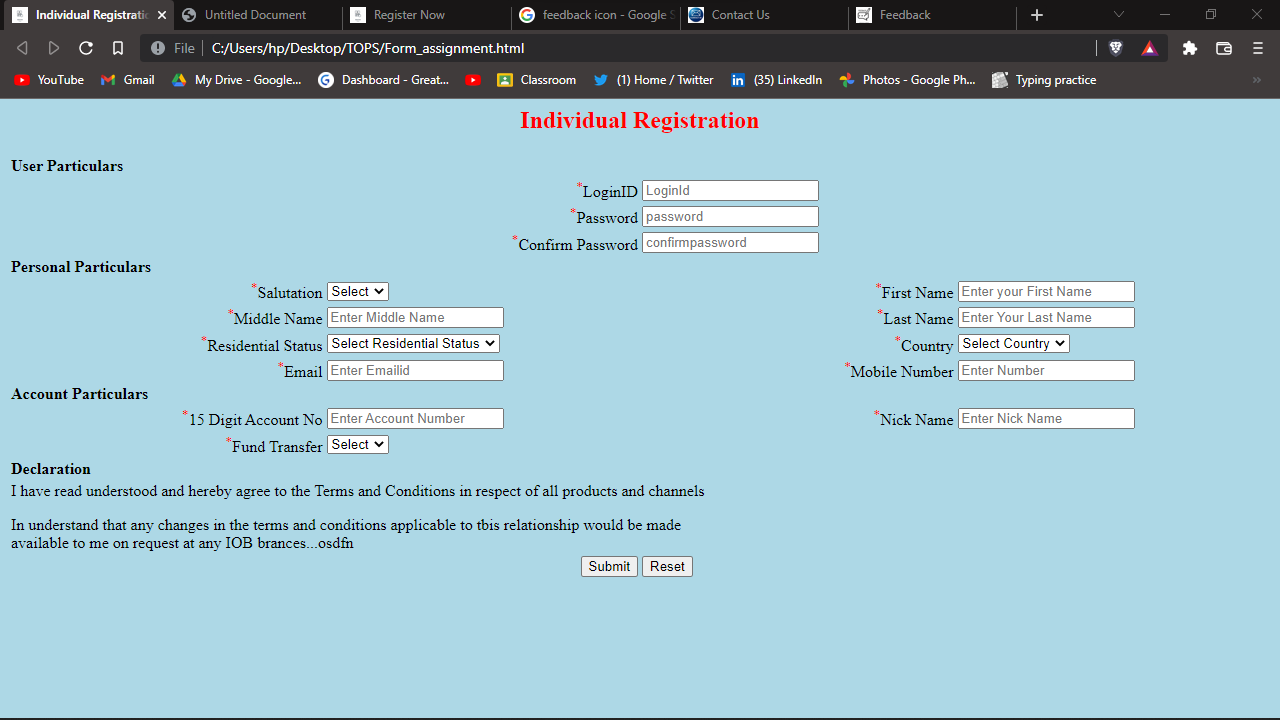 Individual Registratic Untitled Document Register Now feedback icon - Google S Contact Us Feedback
File C:/Users/hp/Desktop/TOPS/Form_assignment.html
YouTube Gmail My Drive - Google... Dashboard - Great... Classroom (1) Home / Twitter (35) LinkedIn Photos - Google Ph... Typing practice
Individual Registration
User Particulars
*LoginID LoginId
*Password password
*Confirm Password confirmpassword
Personal Particulars
*Salutation Select *First Name Enter your First Name
*Middle Name Enter Middle Name *Last Name Enter Your Last Name
*Residential Status Select Residential Status *Country Select Country
*Email Enter Emailid *Mobile Number Enter Number
Account Particulars
*15 Digit Account No Enter Account Number *Nick Name Enter Nick Name
*Fund Transfer Select
Declaration
I have read understood and hereby agree to the Terms and Conditions in respect of all products and channels
In understand that any changes in the terms and conditions applicable to tbis relationship would be made
available to me on request at any IOB brances...osdfn
Submit Reset